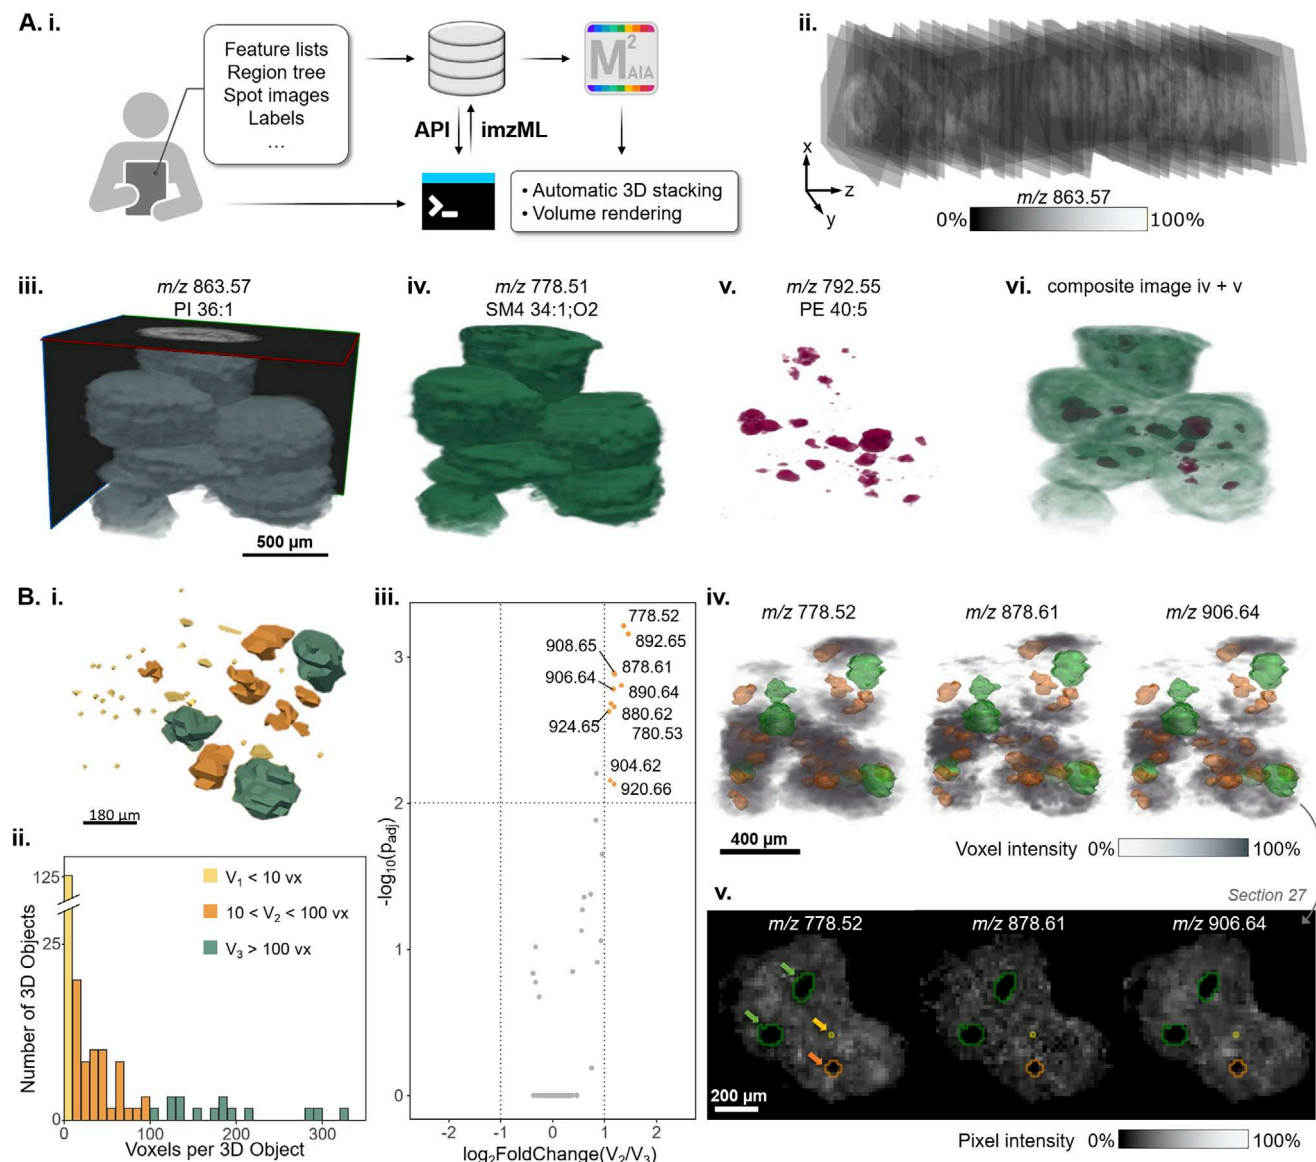 A. i.
Feature lists
Region tree
Spot images
Labels
...
M2 AIA
API
imzML
• Automatic 3D stacking
• Volume rendering
ii.
x
z
y
m/z 863.57
0% 100%
iii.
m/z 863.57
PI 36:1
500 µm
iv.
m/z 778.51
SM4 34:1;O2
v.
m/z 792.55
PE 40:5
vi.
composite image iv + v
B. i.
180 µm
ii.
125
25
0
Number of 3D Objects
V1 < 10 vx
10 < V2 < 100 vx
V3 > 100 vx
0 100 200 300
Voxels per 3D Object
iii.
778.52
892.65
908.65
878.61
906.64
890.64
880.62
924.65
780.53
904.62
920.66
3
2
1
0
-log10(padj)
-2 -1 0 1 2
log2FoldChange(V2/V3)
iv.
m/z 778.52 m/z 878.61 m/z 906.64
400 µm
Voxel intensity 0% 100%
v.
Section 27
m/z 778.52 m/z 878.61 m/z 906.64
200 µm
Pixel intensity 0% 100%